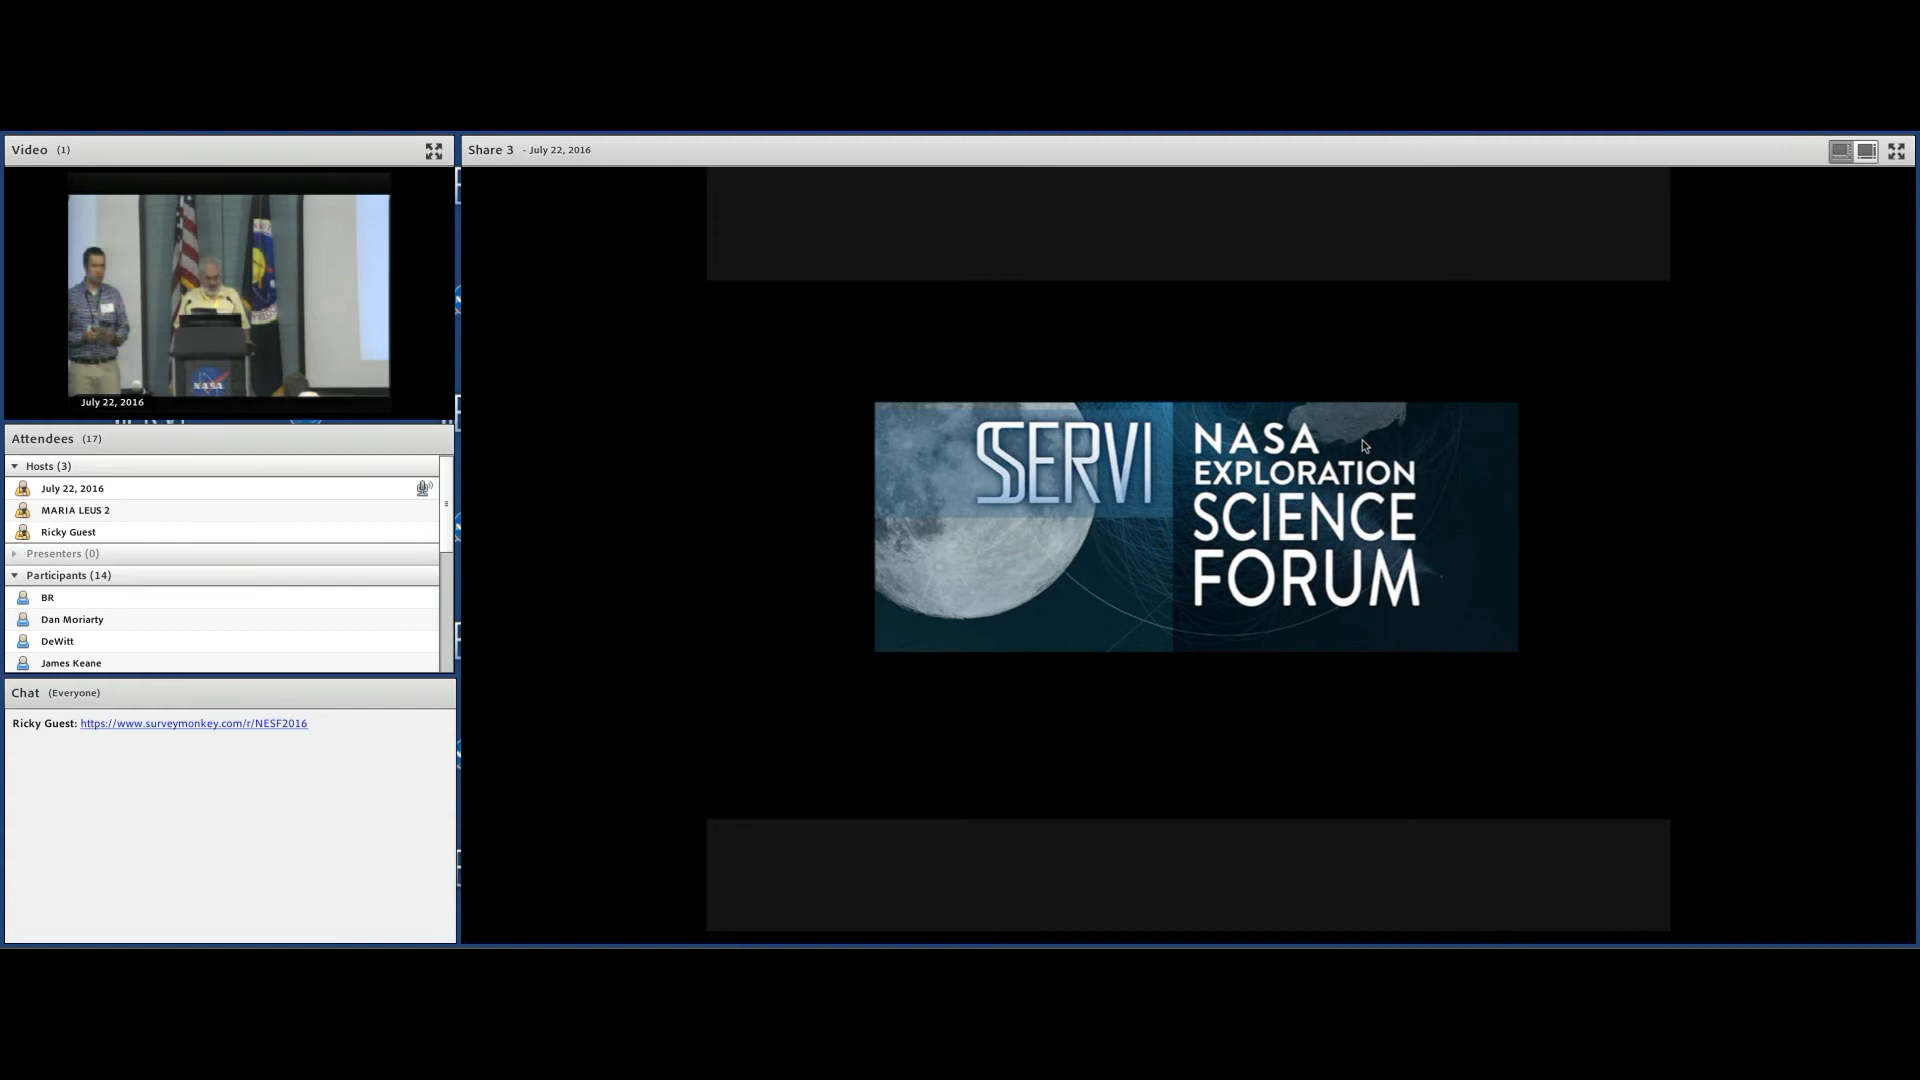 Video (1)
July 22, 2016
NASA
Attendees (17)
Hosts (3)
July 22, 2016
MARIA LEUS 2
Ricky Guest
Presenters (0)
Participants (14)
BR
Dan Moriarty
DeWitt
James Keane
Chat (Everyone)
Ricky Guest: https://www.surveymonkey.com/r/NESF2016
Share 3 - July 22, 2016
SSERVI
NASA
EXPLORATION
SCIENCE
FORUM